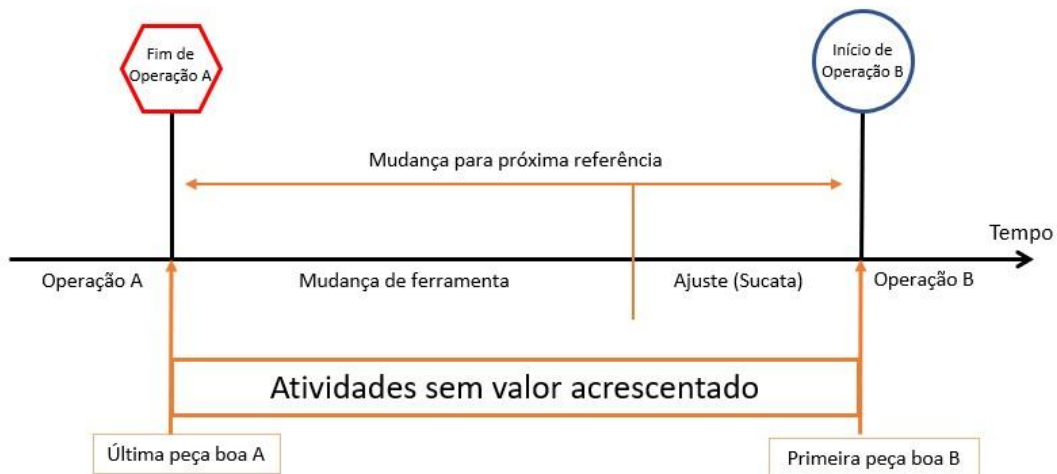 Fim de
Operação A
Início de
Operação B
Mudança para próxima referência
Tempo
Operação A
Mudança de ferramenta
Ajuste (Sucata)
Operação B
Atividades sem valor acrescentado
Última peça boa A
Primeira peça boa B